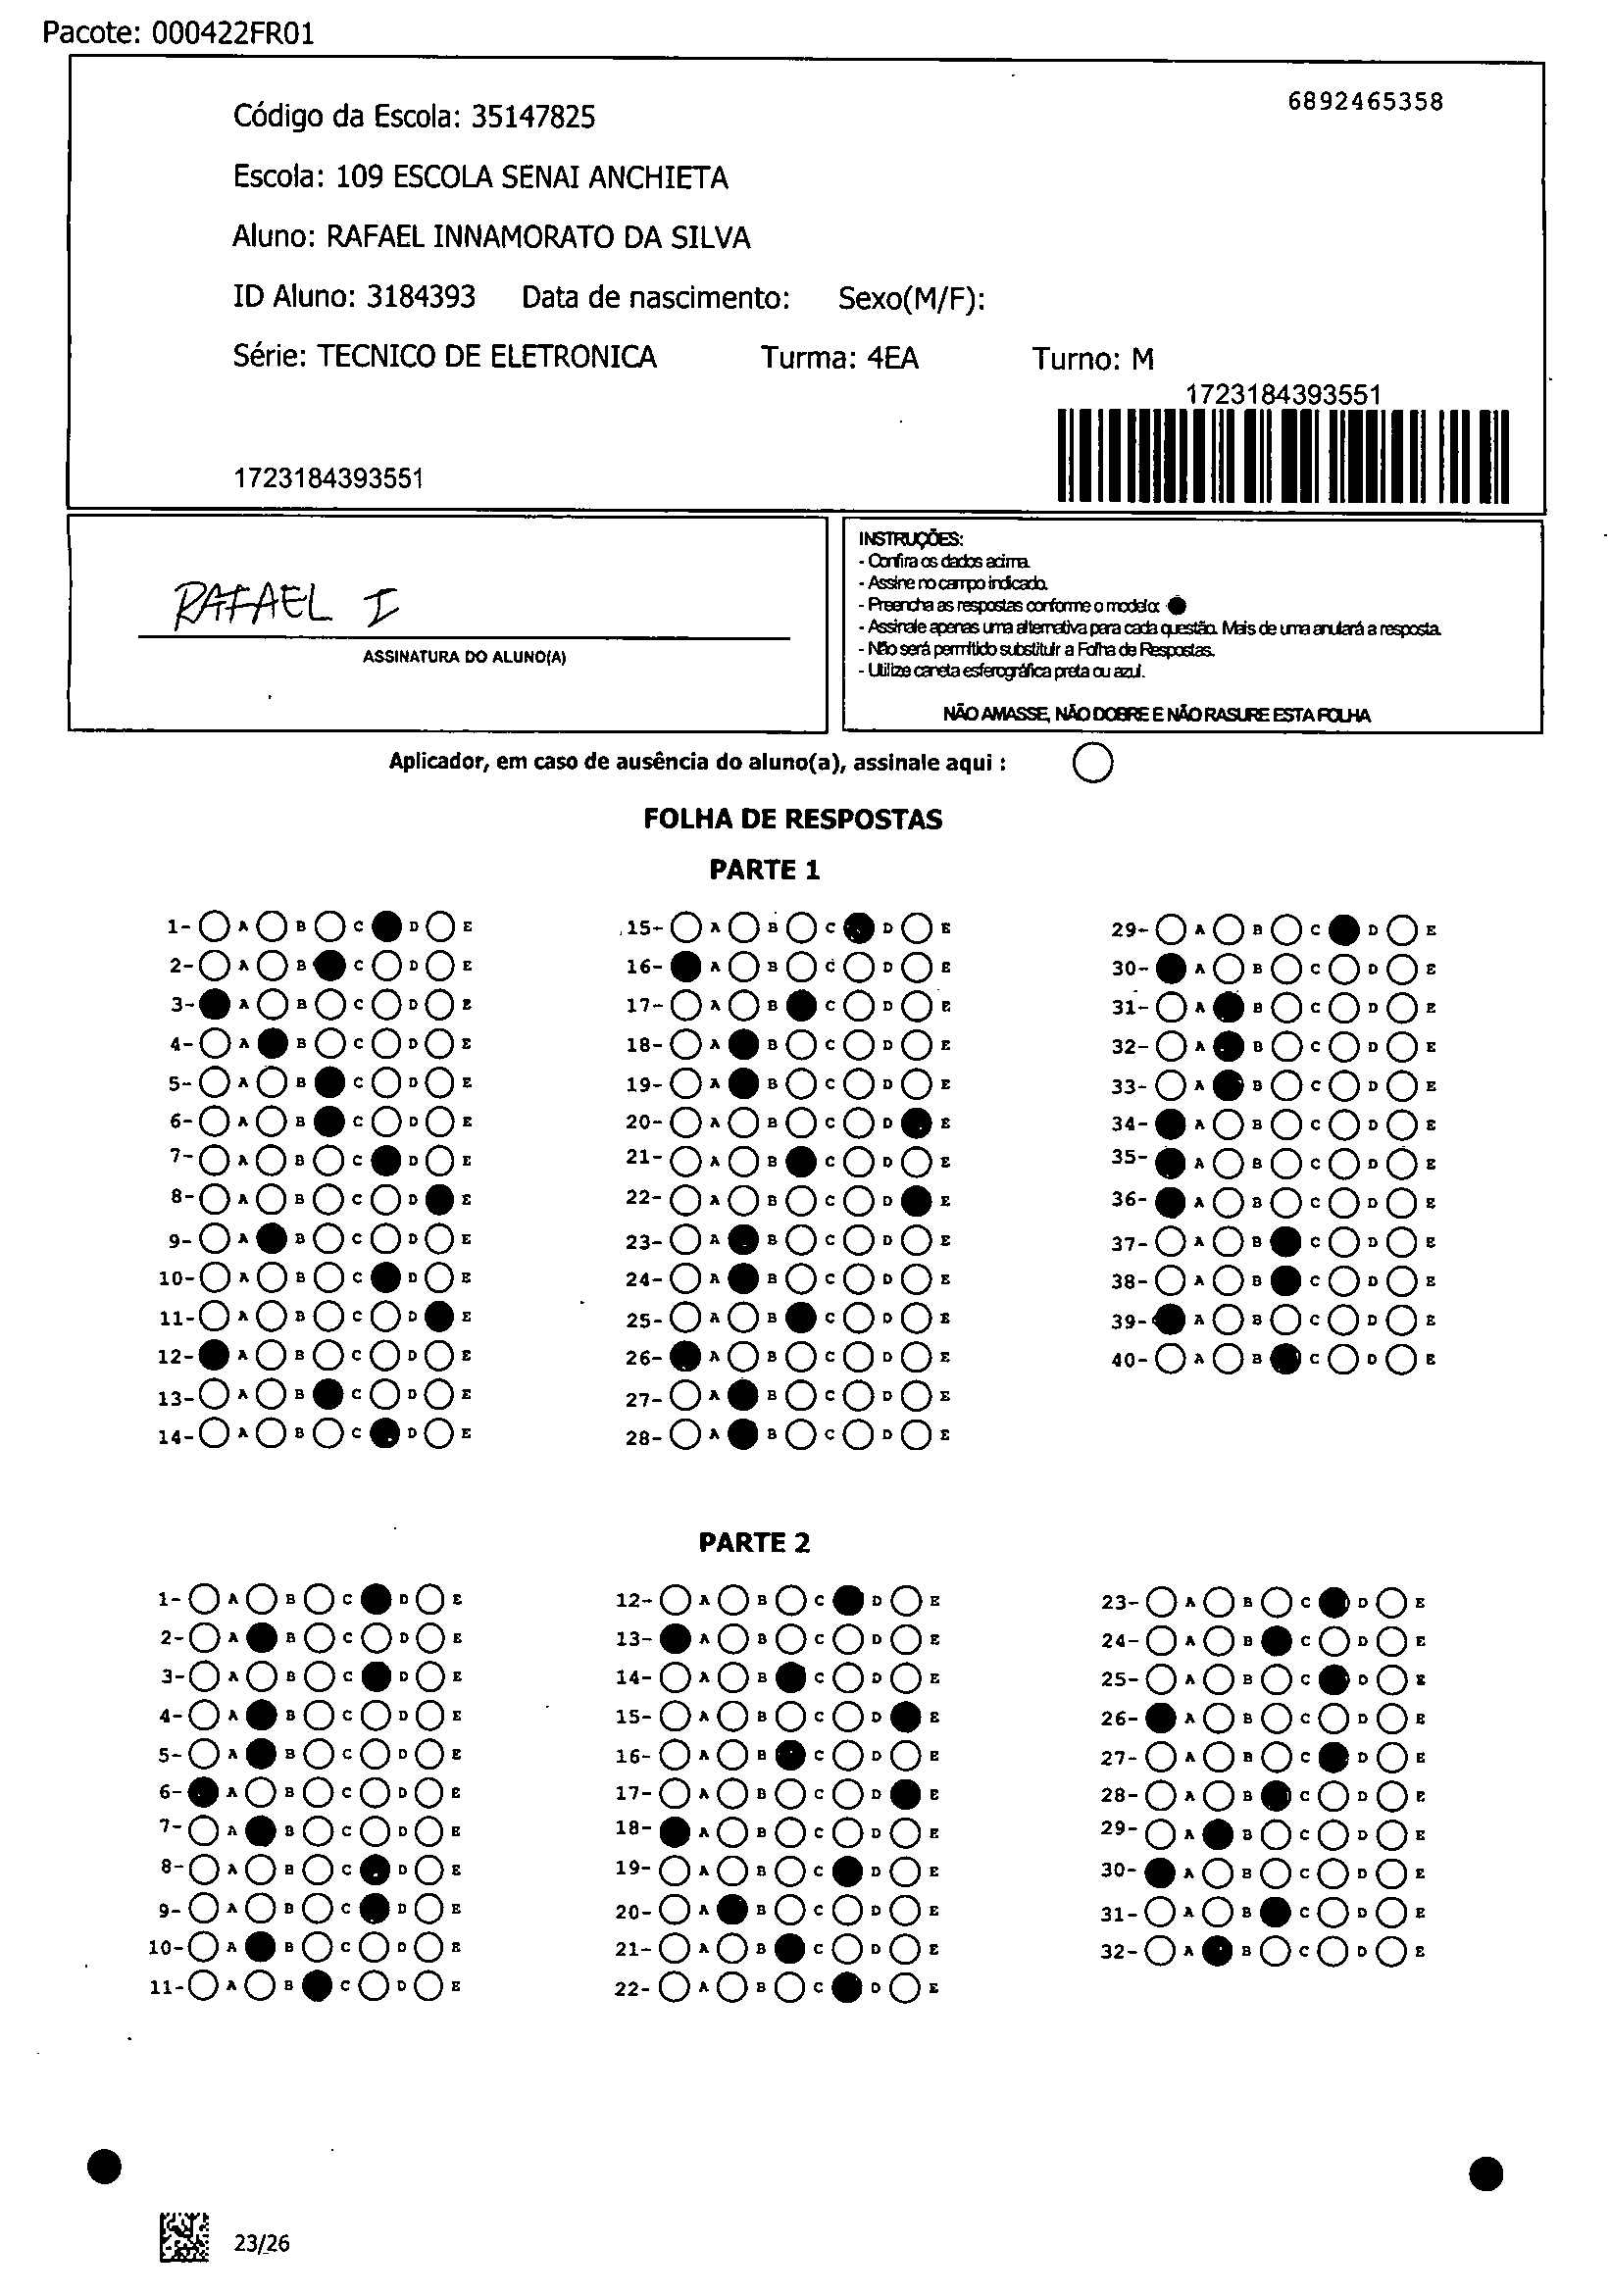 Pacote: 000422FR01
6892465358
Código da Escola: 35147825
Escola: 109 ESCOLA SENAI ANCHIETA
Aluno: RAFAEL INNAMORATO DA SILVA
ID Aluno: 3184393 Data de nascimento: Sexo(M/F):
Série: TECNICO DE ELETRONICA Turma: 4EA Turno: M
1723184393551
1723184393551
RAFAEL I
ASSINATURA DO ALUNO(A)
INSTRUÇÕES:
- Confira os dados acima.
- Assine no campo indicado.
- Preencha as respostas conforme o modelo:
- Assinale apenas uma alternativa para cada questão. Mais de uma anulará a resposta.
- Não será permitido substituir a Folha de Respostas.
- Utilize caneta esferográfica preta ou azul.
NÃO AMASSE, NÃO DOBRE E NÃO RASURE ESTA FOLHA
Aplicador, em caso de ausência do aluno(a), assinale aqui :
FOLHA DE RESPOSTAS
PARTE 1
1- A B C D E 15- A B C D E 29- A B C D E
2- A B C D E 16- A B C D E 30- A B C D E
3- A B C D E 17- A B C D E 31- A B C D E
4- A B C D E 18- A B C D E 32- A B C D E
5- A B C D E 19- A B C D E 33- A B C D E
6- A B C D E 20- A B C D E 34- A B C D E
7- A B C D E 21- A B C D E 35- A B C D E
8- A B C D E 22- A B C D E 36- A B C D E
9- A B C D E 23- A B C D E 37- A B C D E
10- A B C D E 24- A B C D E 38- A B C D E
11- A B C D E 25- A B C D E 39- A B C D E
12- A B C D E 26- A B C D E 40- A B C D E
13- A B C D E 27- A B C D E
14- A B C D E 28- A B C D E
PARTE 2
1- A B C D E 12- A B C D E 23- A B C D E
2- A B C D E 13- A B C D E 24- A B C D E
3- A B C D E 14- A B C D E 25- A B C D E
4- A B C D E 15- A B C D E 26- A B C D E
5- A B C D E 16- A B C D E 27- A B C D E
6- A B C D E 17- A B C D E 28- A B C D E
7- A B C D E 18- A B C D E 29- A B C D E
8- A B C D E 19- A B C D E 30- A B C D E
9- A B C D E 20- A B C D E 31- A B C D E
10- A B C D E 21- A B C D E 32- A B C D E
11- A B C D E 22- A B C D E
23/26